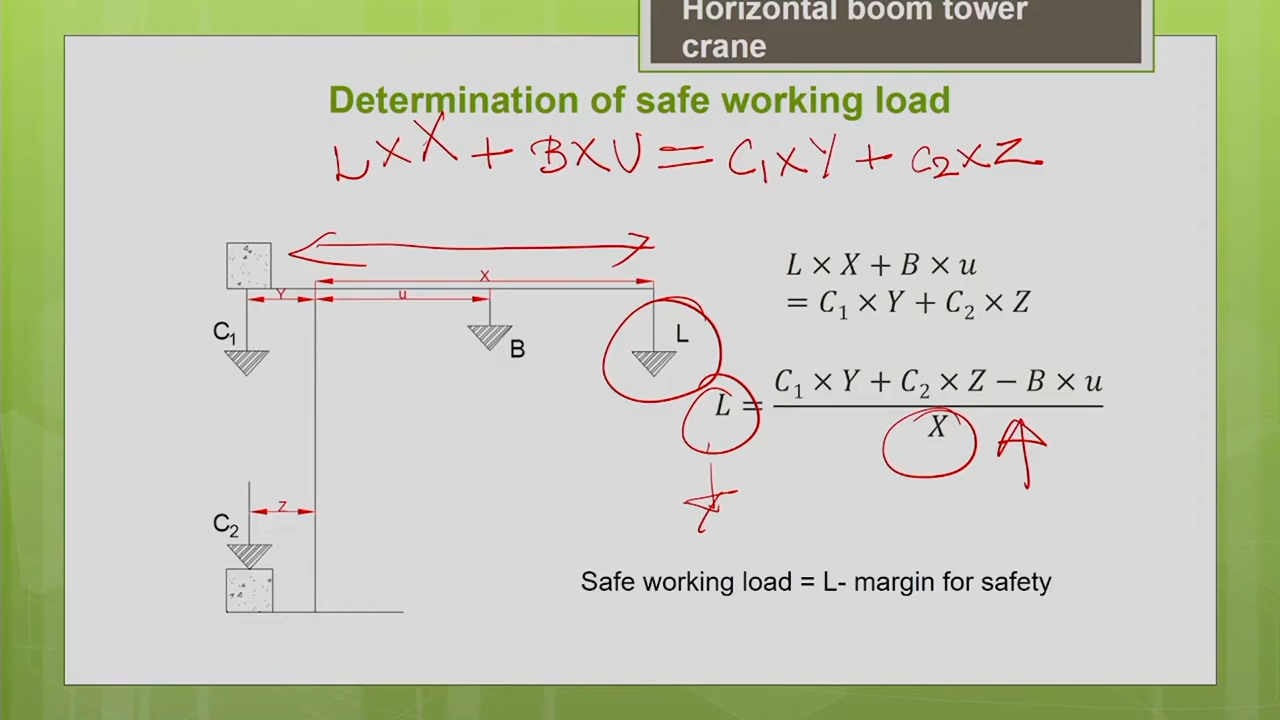 Horizontal boom tower
crane
Determination of safe working load
L×X + B×U = C₁×Y + C₂×Z
X
Y
u
C₁
B
L
L × X + B × u
= C₁ × Y + C₂ × Z
C₁ × Y + C₂ × Z − B × u
L =
X
Z
C₂
Safe working load = L- margin for safety